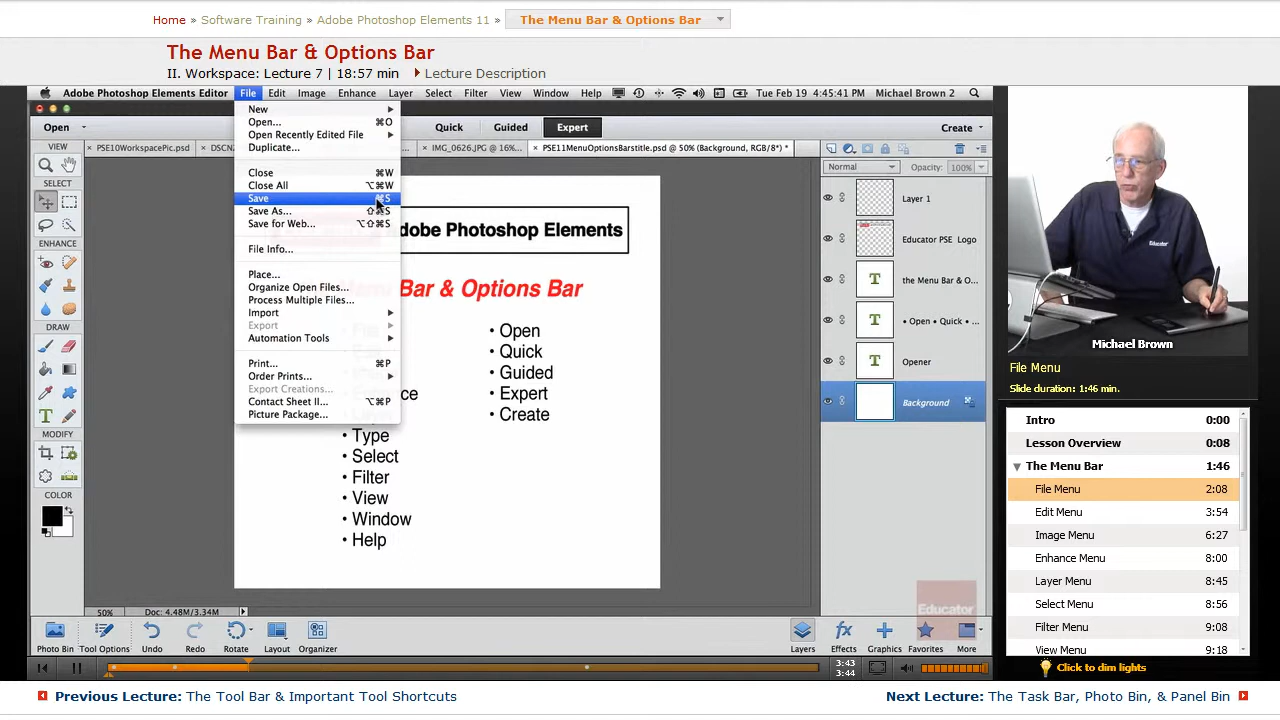 Home » Software Training » Adobe Photoshop Elements 11 » The Menu Bar & Options Bar
The Menu Bar & Options Bar
II. Workspace: Lecture 7 | 18:57 min Lecture Description
Adobe Photoshop Elements Editor File Edit Image Enhance Layer Select Filter View Window Help Tue Feb 19 4:45:41 PM Michael Brown 2
Open Quick Guided Expert Create
PSE10WorkspacePic.psd DSCN IMG_0626.JPG @ 16%... PSE11MenuOptionsBarstitle.psd @ 50% (Background, RGB/8*) *
New
Open... ⌘O
Open Recently Edited File
Duplicate...
Close ⌘W
Close All ⌥⌘W
Save ⌘S
Save As... ⇧⌘S
Save for Web... ⌥⇧⌘S
File Info...
Place...
Organize Open Files...
Process Multiple Files...
Import
Export
Automation Tools
Print... ⌘P
Order Prints...
Export Creations...
Contact Sheet II... ⌥⌘P
Picture Package...
VIEW
SELECT
ENHANCE
DRAW
T
MODIFY
COLOR
dobe Photoshop Elements
Bar & Options Bar
• Type
• Select
• Filter
• View
• Window
• Help
• Open
• Quick
• Guided
• Expert
• Create
Normal Opacity: 100%
Layer 1
Educator PSE Logo
T the Menu Bar & O...
T • Open • Quick • ...
T Opener
Background
50% Doc: 4.48M/3.34M
Educator
Photo Bin Tool Options Undo Redo Rotate Layout Organizer
fx
Layers Effects Graphics Favorites More
3:43
3:44
Educator
Michael Brown
File Menu
Slide duration: 1:46 min.
Intro 0:00
Lesson Overview 0:08
The Menu Bar 1:46
File Menu 2:08
Edit Menu 3:54
Image Menu 6:27
Enhance Menu 8:00
Layer Menu 8:45
Select Menu 8:56
Filter Menu 9:08
View Menu 9:18
Click to dim lights
Previous Lecture: The Tool Bar & Important Tool Shortcuts
Next Lecture: The Task Bar, Photo Bin, & Panel Bin